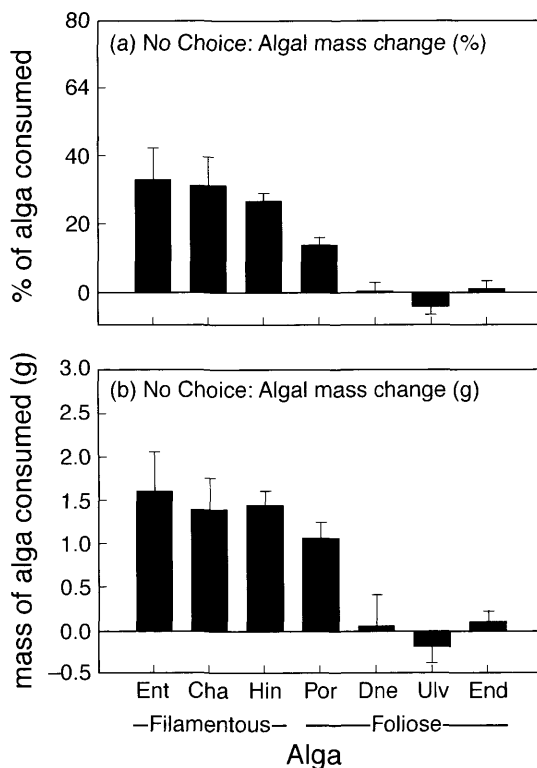 (a) No Choice: Algal mass change (%)
80
64
40
20
0
% of alga consumed
(b) No Choice: Algal mass change (g)
3.0
2.5
2.0
1.5
1.0
0.5
0.0
−0.5
mass of alga consumed (g)
Ent Cha Hin Por Dne Ulv End
Filamentous Foliose
Alga